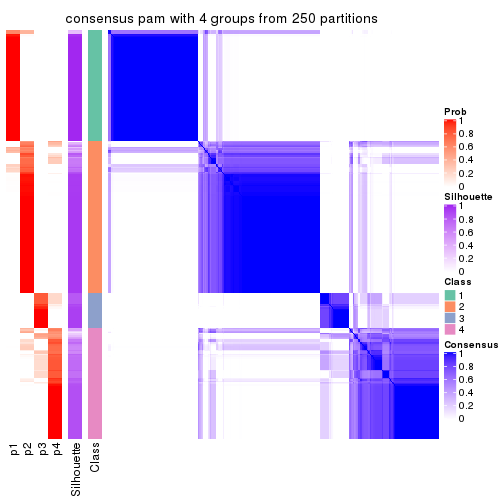 consensus pam with 4 groups from 250 partitions
Prob
1
0.8
0.6
0.4
0.2
0
Silhouette
1
0.8
0.6
0.4
0.2
0
Class
1
2
3
4
Consensus
1
0.8
0.6
0.4
0.2
0
p1
p2
p3
p4
Silhouette
Class